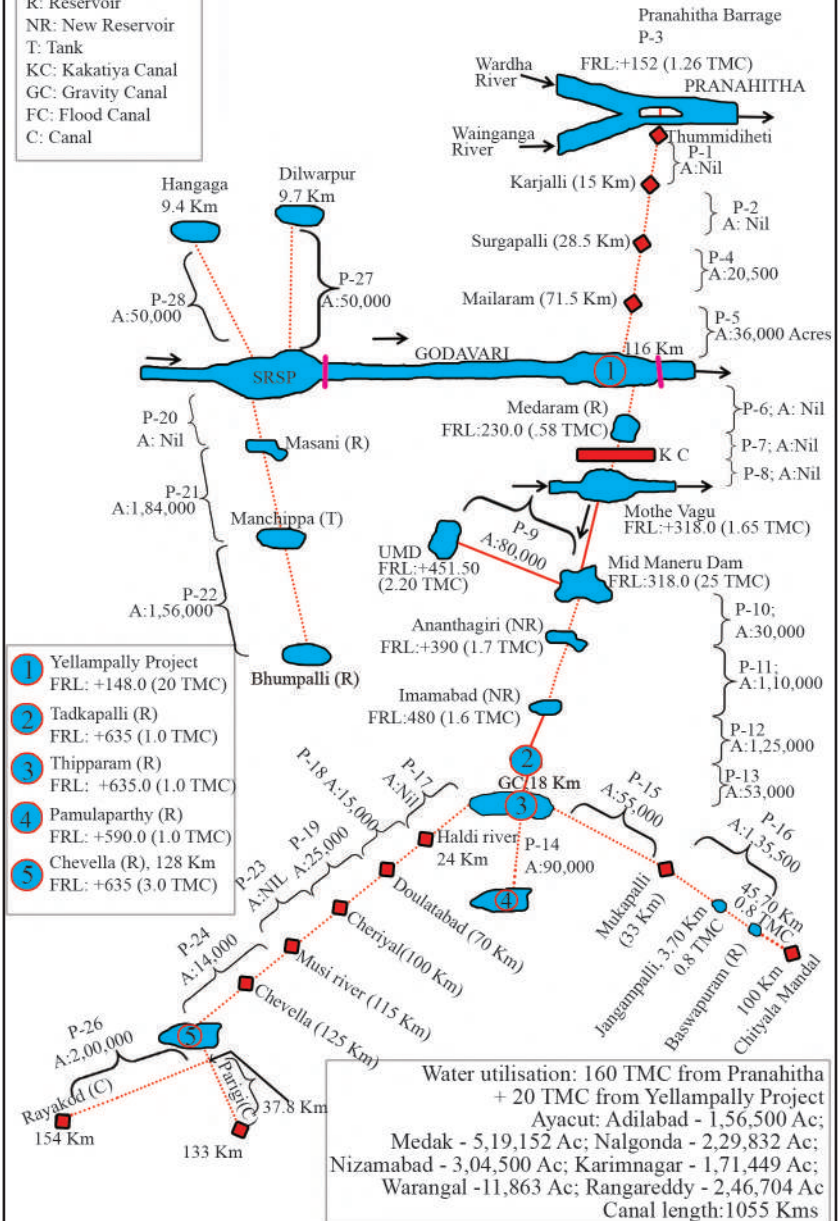 R: Reservoir
NR: New Reservoir
T: Tank
KC: Kakatiya Canal
GC: Gravity Canal
FC: Flood Canal
C: Canal
Pranahitha Barrage
P-3
FRL:+152 (1.26 TMC)
Wardha
River
PRANAHITHA
Wainganga
River
Thummidiheti
P-1
A:Nil
Karjalli (15 Km)
P-2
A: Nil
Surgapalli (28.5 Km)
P-4
A:20,500
Mailaram (71.5 Km)
P-5
A:36,000 Acres
116 Km
Hangaga
9.4 Km
Dilwarpur
9.7 Km
P-28
A:50,000
P-27
A:50,000
SRSP
GODAVARI
1
P-20
A: Nil
Masani (R)
P-21
A:1,84,000
Manchippa (T)
P-22
A:1,56,000
Bhumpalli (R)
Medaram (R)
FRL:230.0 (.58 TMC)
P-6; A: Nil
K C
P-7; A:Nil
P-8; A:Nil
Mothe Vagu
FRL:+318.0 (1.65 TMC)
P-9
A:80,000
UMD
FRL:+451.50
(2.20 TMC)
Mid Maneru Dam
FRL:318.0 (25 TMC)
Ananthagiri (NR)
FRL:+390 (1.7 TMC)
P-10;
A:30,000
Imamabad (NR)
FRL:480 (1.6 TMC)
P-11;
A:1,10,000
P-12
A:1,25,000
P-13
A:53,000
1 Yellampally Project
FRL: +148.0 (20 TMC)
2 Tadkapalli (R)
FRL: +635 (1.0 TMC)
3 Thipparam (R)
FRL: +635.0 (1.0 TMC)
4 Pamulaparthy (R)
FRL: +590.0 (1.0 TMC)
5 Chevella (R), 128 Km
FRL: +635 (3.0 TMC)
2
GC 18 Km
3
P-14
A:90,000
4
P-15
A:55,000
P-16
A:1,35,500
Mukapalli
(33 Km)
Jangampalli, 3.70 Km
0.8 TMC
45.70 Km
0.8 TMC
Baswapuram (R)
100 Km
Chityala Mandal
P-17
A:Nil
P-18 A:15,000
P-19
A:25,000
P-23
A:NIL
P-24
A:14,000
Haldi river
24 Km
Doulatabad (70 Km)
Cheriyal(100 Km)
Musi river (115 Km)
Chevella (125 Km)
5
P-26
A:2,00,000
Rayakod (C)
154 Km
Parigi(C)
37.8 Km
133 Km
Water utilisation: 160 TMC from Pranahitha
+ 20 TMC from Yellampally Project
Ayacut: Adilabad - 1,56,500 Ac;
Medak - 5,19,152 Ac; Nalgonda - 2,29,832 Ac;
Nizamabad - 3,04,500 Ac; Karimnagar - 1,71,449 Ac;
Warangal -11,863 Ac; Rangareddy - 2,46,704 Ac
Canal length:1055 Kms